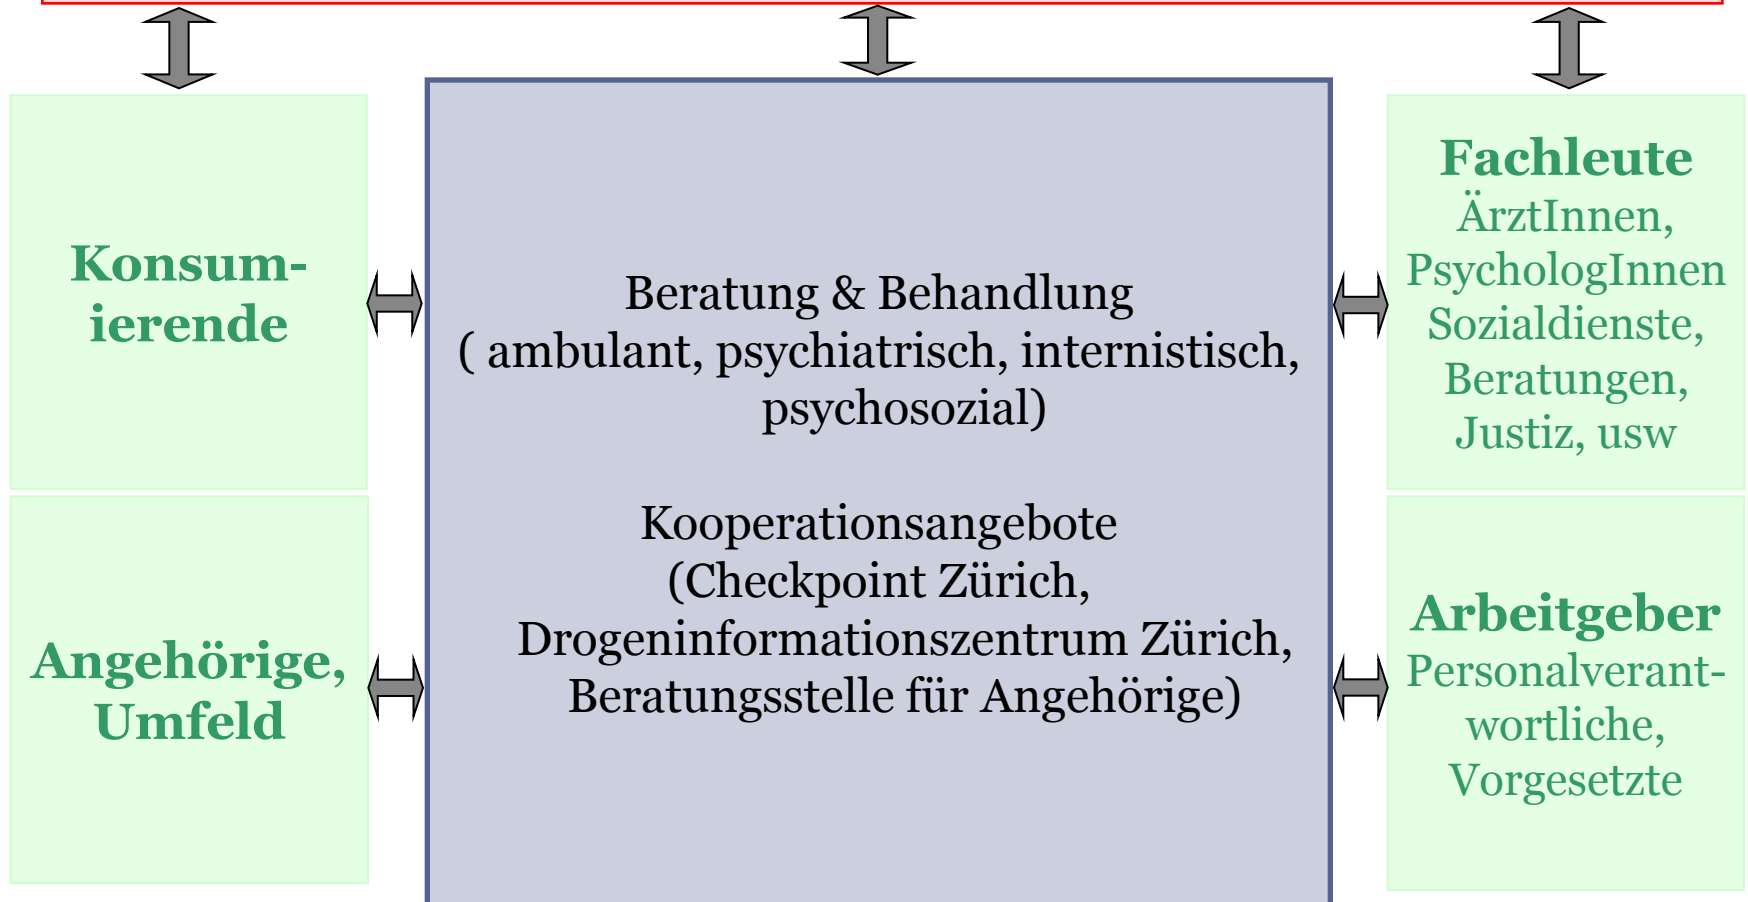 Konsum-
ierende
Angehörige,
Umfeld
Beratung & Behandlung
( ambulant, psychiatrisch, internistisch,
psychosozial)
Kooperationsangebote
(Checkpoint Zürich,
Drogeninformationszentrum Zürich,
Beratungsstelle für Angehörige)
Fachleute
ÄrztInnen,
PsychologInnen
Sozialdienste,
Beratungen,
Justiz, usw
Arbeitgeber
Personalverant-
wortliche,
Vorgesetzte